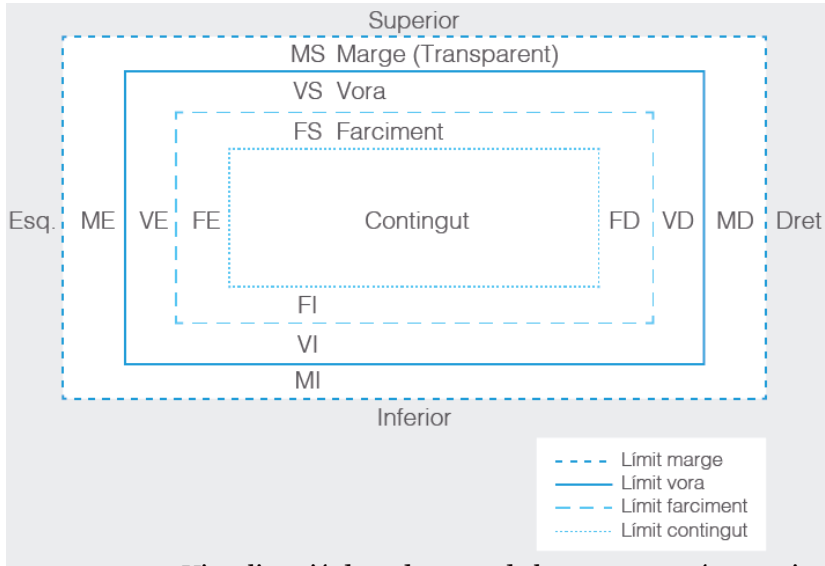 Superior
MS Marge (Transparent)
VS Vora
FS Farciment
Esq. ME VE FE Contingut FD VD MD Dret
FI
VI
MI
Inferior
Límit marge
Límit vora
Límit farciment
Límit contingut